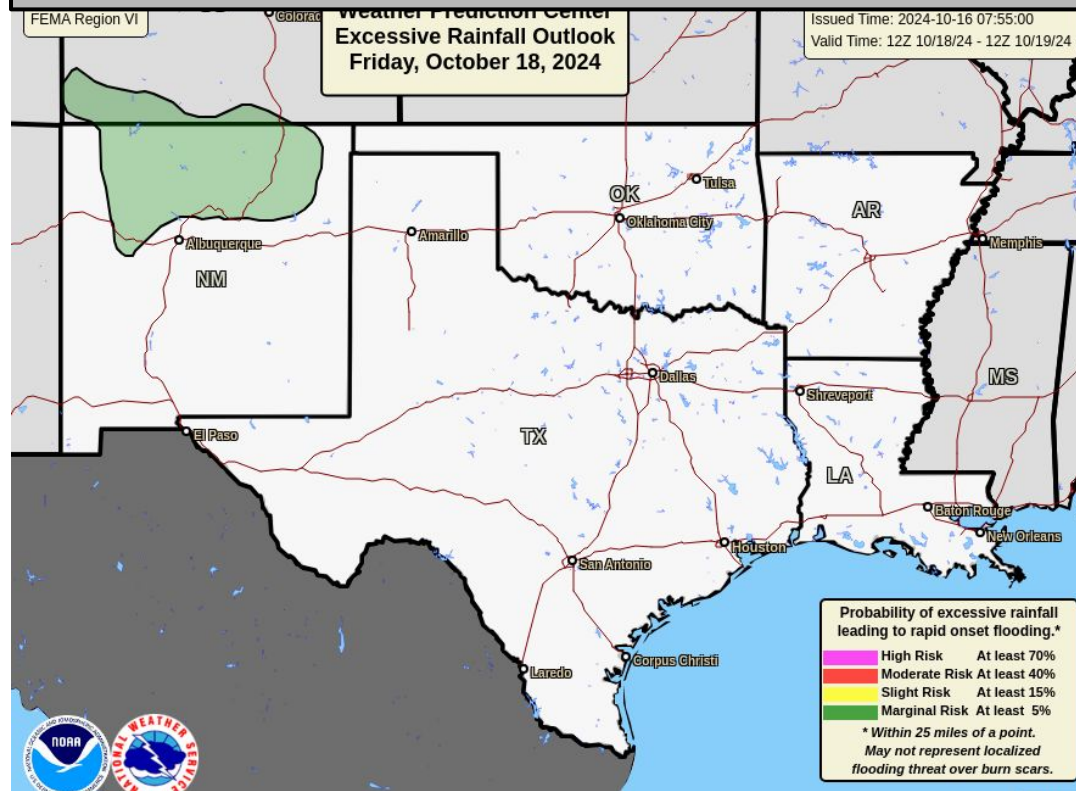 FEMA Region VI
Weather Prediction Center
Excessive Rainfall Outlook
Friday, October 18, 2024
Issued Time: 2024-10-16 07:55:00
Valid Time: 12Z 10/18/24 - 12Z 10/19/24
Colorad
Tulsa
OK
Oklahoma City
AR
Albuquerque
Amarillo
Memphis
NM
Dallas
MS
Shreveport
El Paso
TX
LA
Baton Rouge
New Orleans
Houston
San Antonio
Corpus Christi
Laredo
Probability of excessive rainfall
leading to rapid onset flooding.*
High Risk At least 70%
Moderate Risk At least 40%
Slight Risk At least 15%
Marginal Risk At least 5%
* Within 25 miles of a point.
May not represent localized
flooding threat over burn scars.
NOAA
NATIONAL WEATHER SERVICE